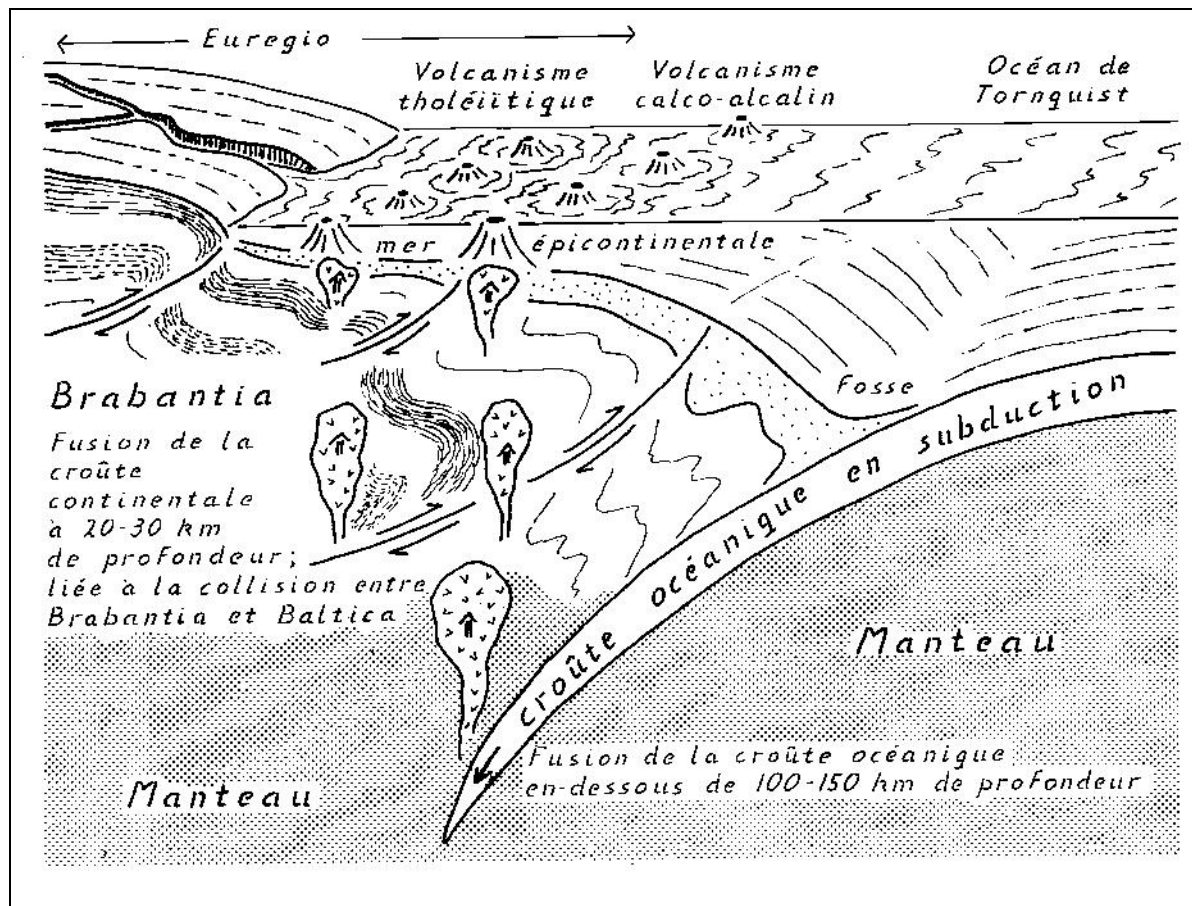 Euregio
Volcanisme
tholéiitique
Volcanisme
calco-alcalin
Océan de
Tornquist
mer épicontinentale
Fosse
Brabantia
Fusion de la
croûte
continentale
à 20-30 km
de profondeur;
liée à la collision entre
Brabantia et Baltica
croûte océanique en subduction
Manteau
Fusion de la croûte océanique
en-dessous de 100-150 km de profondeur
Manteau